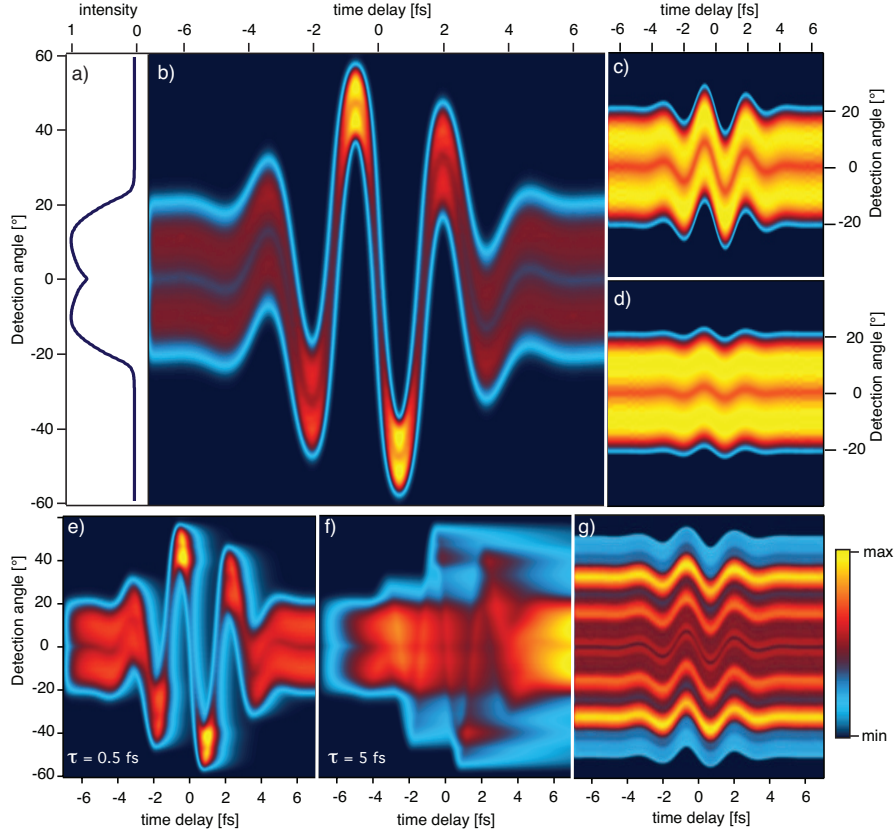 intensity
1 0
time delay [fs]
-6 -4 -2 0 2 4 6
time delay [fs]
-6 -4 -2 0 2 4 6
Detection angle [°]
60
40
20
0
-20
-40
-60
a)
b)
c)
20
0
-20
Detection angle [°]
d)
20
0
-20
Detection angle [°]
Detection angle [°]
40
20
0
-20
-40
-60
e)
τ = 0.5 fs
f)
τ = 5 fs
g)
max
min
-6 -4 -2 0 2 4 6
time delay [fs]
-6 -4 -2 0 2 4 6
time delay [fs]
-6 -4 -2 0 2 4 6
time delay [fs]